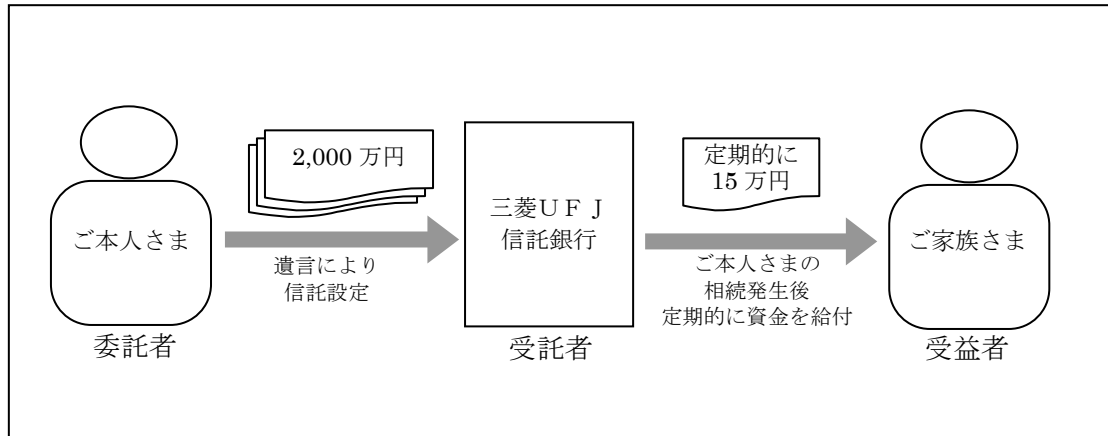 2,000 万円
定期的に
15 万円
ご本人さま
三菱ＵＦＪ
信託銀行
ご家族さま
遺言により
信託設定
ご本人さまの
相続発生後
定期的に資金を給付
委託者
受託者
受益者